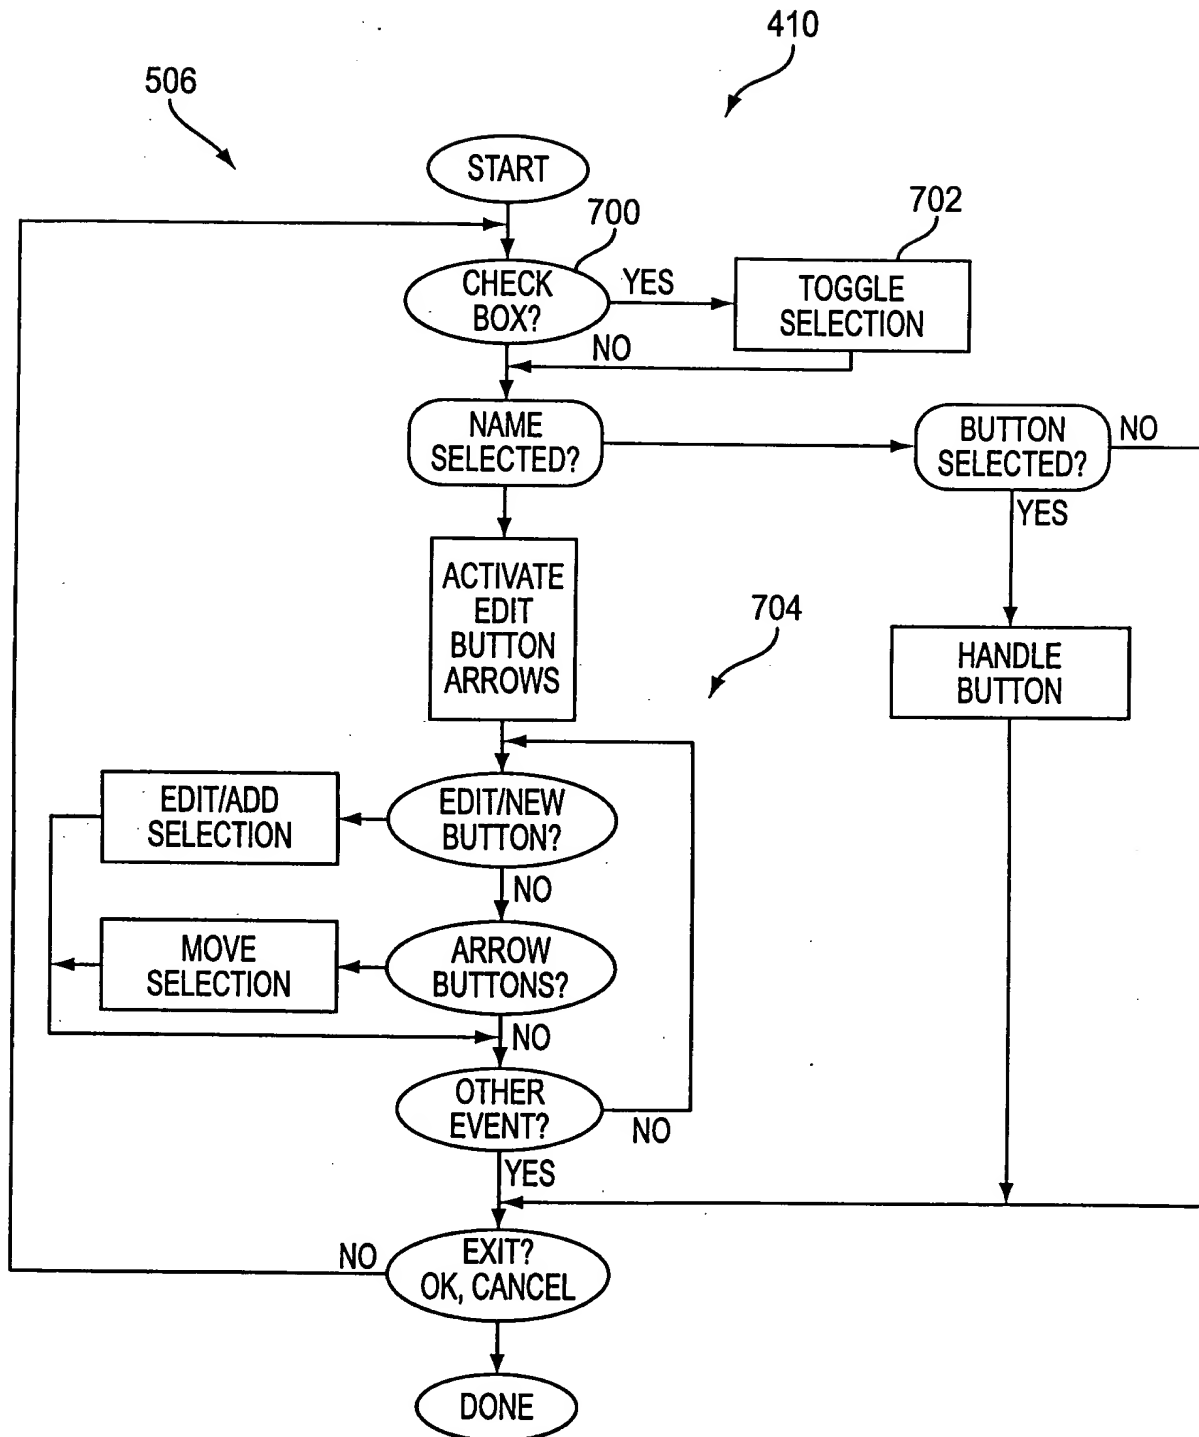 410
506
START
700
702
CHECK
BOX?
YES
TOGGLE
SELECTION
NO
NAME
SELECTED?
BUTTON
SELECTED?
NO
YES
ACTIVATE
EDIT
BUTTON
ARROWS
704
HANDLE
BUTTON
EDIT/ADD
SELECTION
EDIT/NEW
BUTTON?
NO
MOVE
SELECTION
ARROW
BUTTONS?
NO
OTHER
EVENT?
NO
YES
NO
EXIT?
OK, CANCEL
DONE